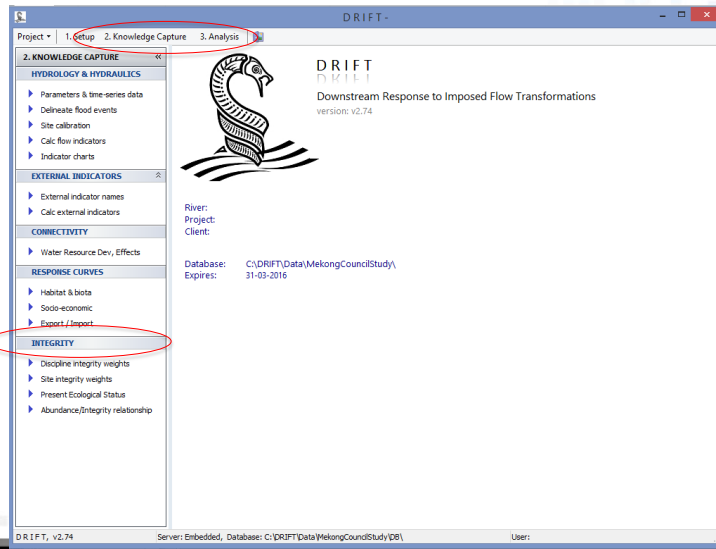 D R I F T -
Project 1. Setup 2. Knowledge Capture 3. Analysis
2. KNOWLEDGE CAPTURE «
HYDROLOGY & HYDRAULICS
Parameters & time-series data
Delineate flood events
Site calibration
Calc flow indicators
Indicator charts
EXTERNAL INDICATORS
External indicator names
Calc external indicators
CONNECTIVITY
Water Resource Dev, Effects
RESPONSE CURVES
Habitat & biota
Socio-economic
Export / Import
INTEGRITY
Discipline integrity weights
Site integrity weights
Present Ecological Status
Abundance/Integrity relationship
D R I F T
Downstream Response to Imposed Flow Transformations
version: v2.74
River:
Project:
Client:
Database: C:\DRIFT\Data\MekongCouncilStudy\
Expires: 31-03-2016
D R I F T, v2.74 Server: Embedded, Database: C:\DRIFT\Data\MekongCouncilStudy\DB\ User: